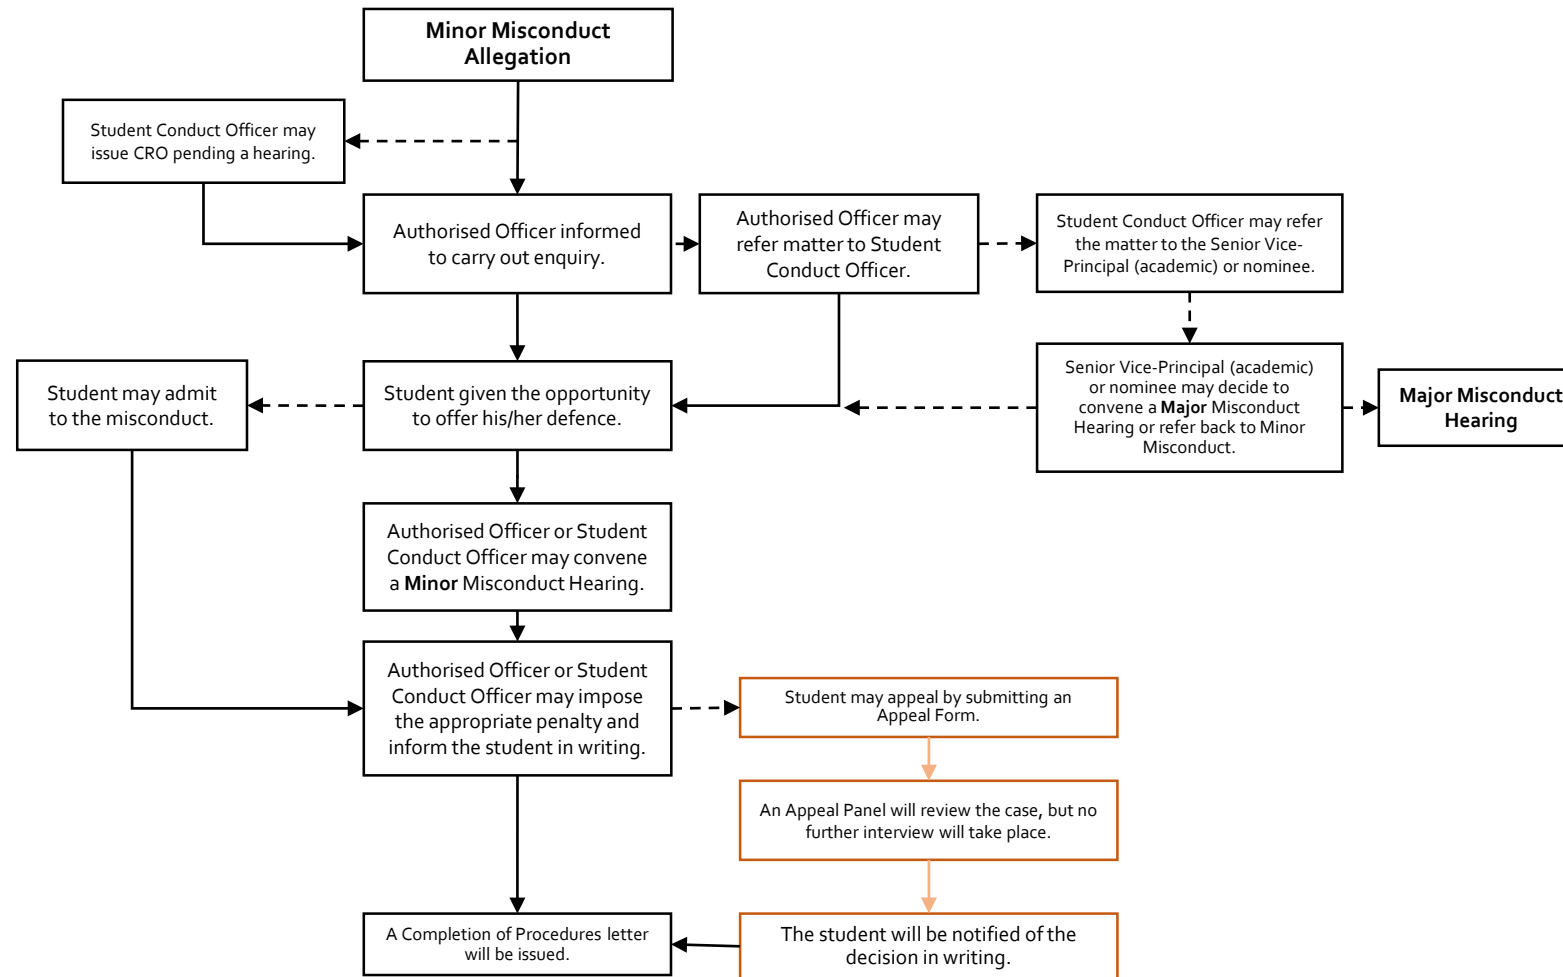 Minor Misconduct
Allegation
Student Conduct Officer may
issue CRO pending a hearing.
Authorised Officer informed
to carry out enquiry.
Authorised Officer may
refer matter to Student
Conduct Officer.
Student Conduct Officer may refer
the matter to the Senior Vice-
Principal (academic) or nominee.
Student may admit
to the misconduct.
Student given the opportunity
to offer his/her defence.
Senior Vice-Principal (academic)
or nominee may decide to
convene a Major Misconduct
Hearing or refer back to Minor
Misconduct.
Major Misconduct
Hearing
Authorised Officer or Student
Conduct Officer may convene
a Minor Misconduct Hearing.
Authorised Officer or Student
Conduct Officer may impose
the appropriate penalty and
inform the student in writing.
Student may appeal by submitting an
Appeal Form.
An Appeal Panel will review the case, but no
further interview will take place.
A Completion of Procedures letter
will be issued.
The student will be notified of the
decision in writing.